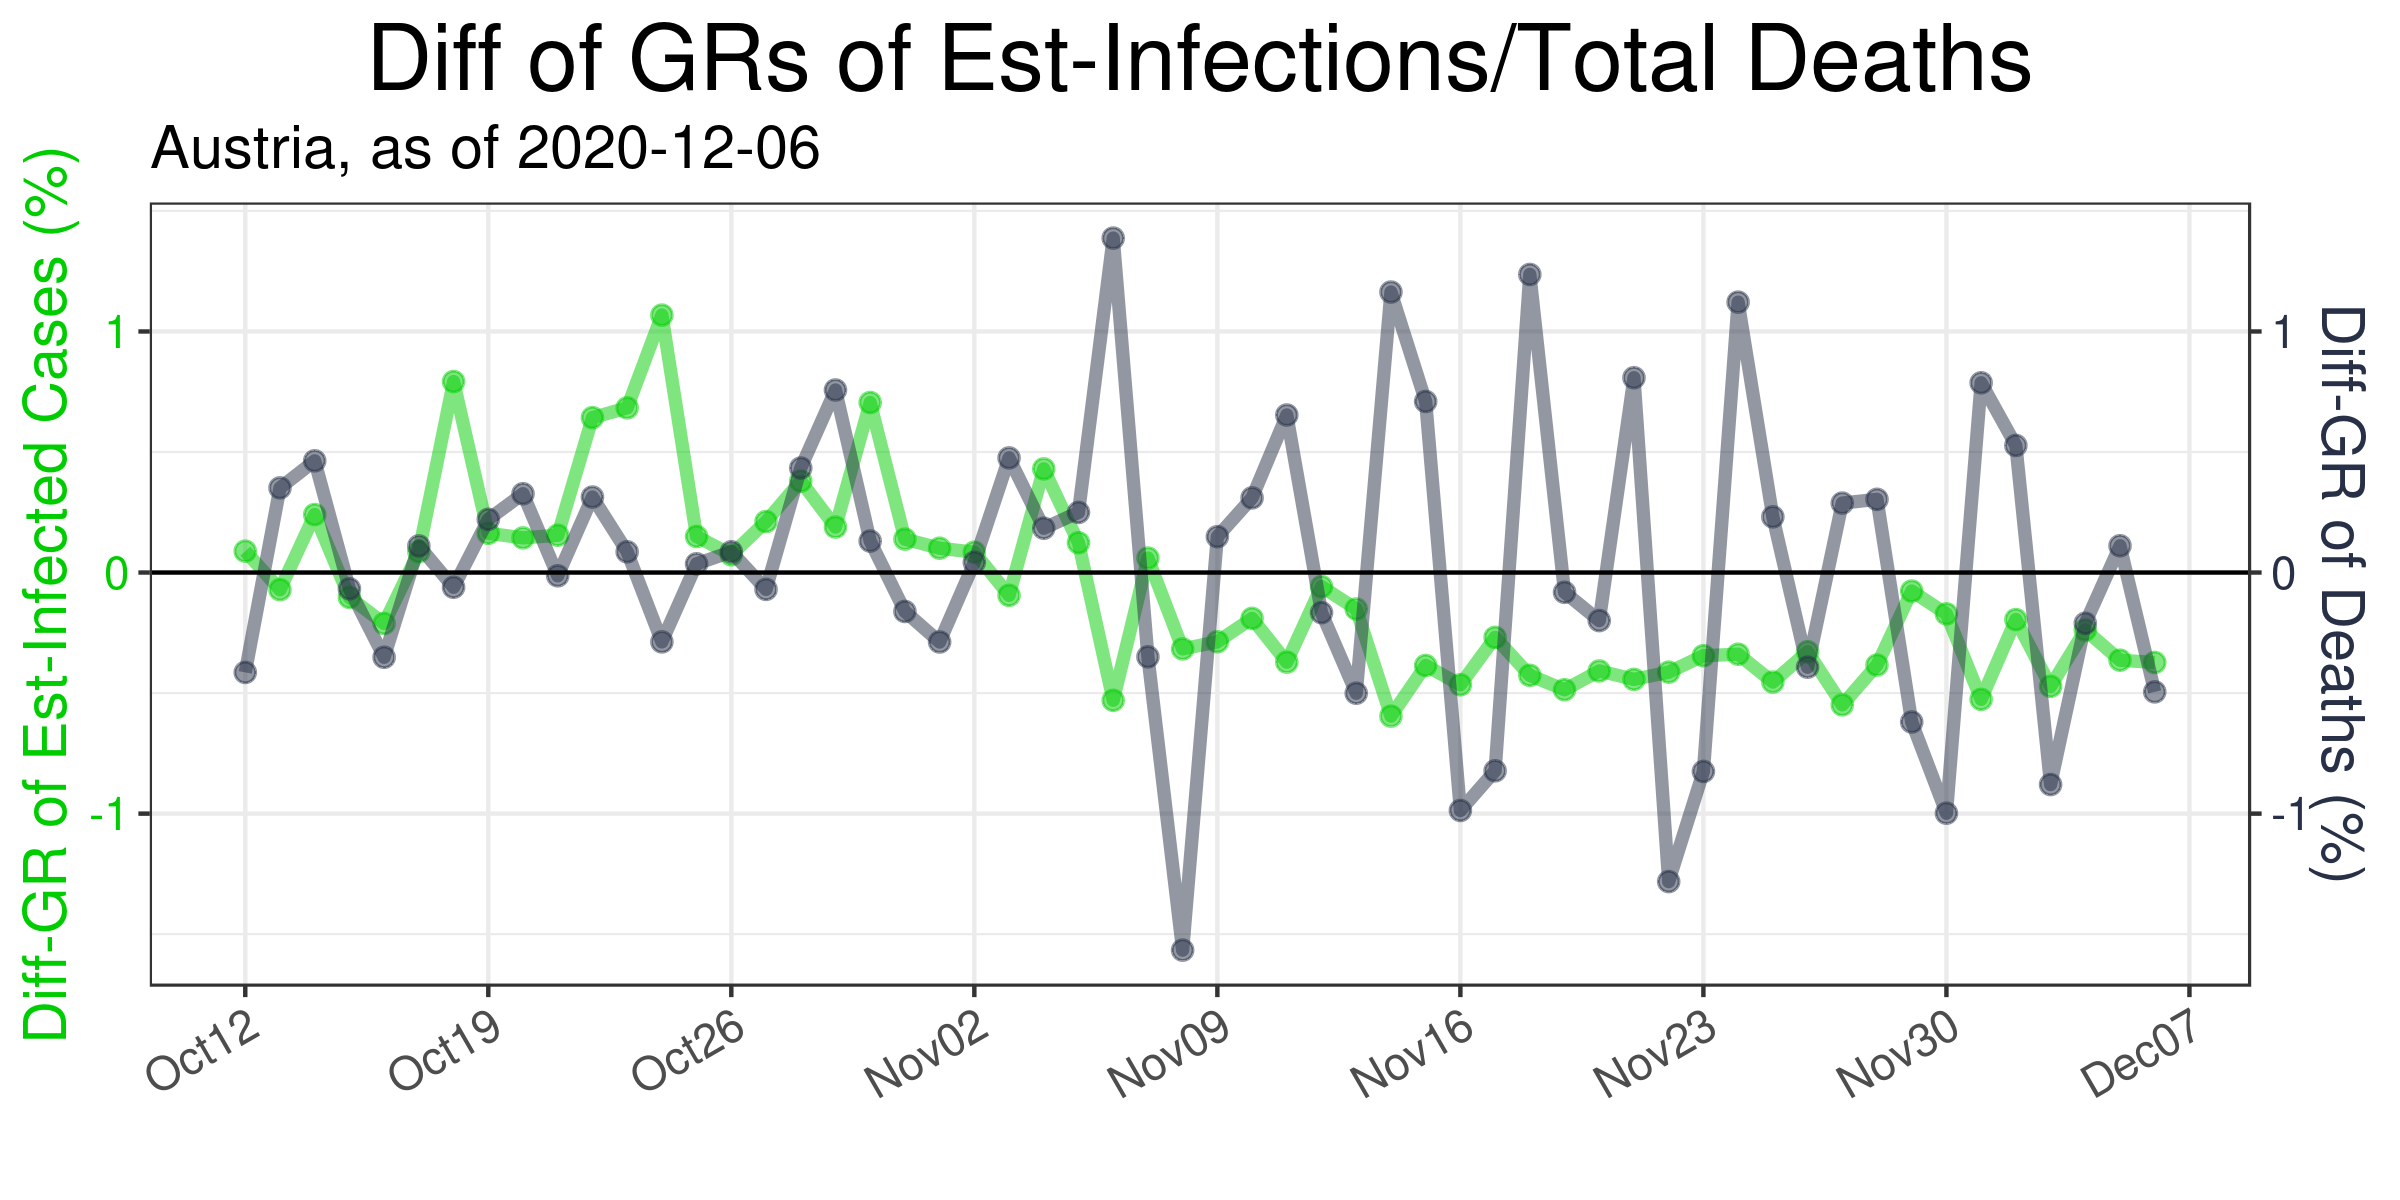 Diff of GRs of Est-Infections/Total Deaths
Austria, as of 2020-12-06
Diff-GR of Est-Infected Cases (%)
1
0
-1
1
0
-1
Diff-GR of Deaths (%)
Oct12
Oct19
Oct26
Nov02
Nov09
Nov16
Nov23
Nov30
Dec07